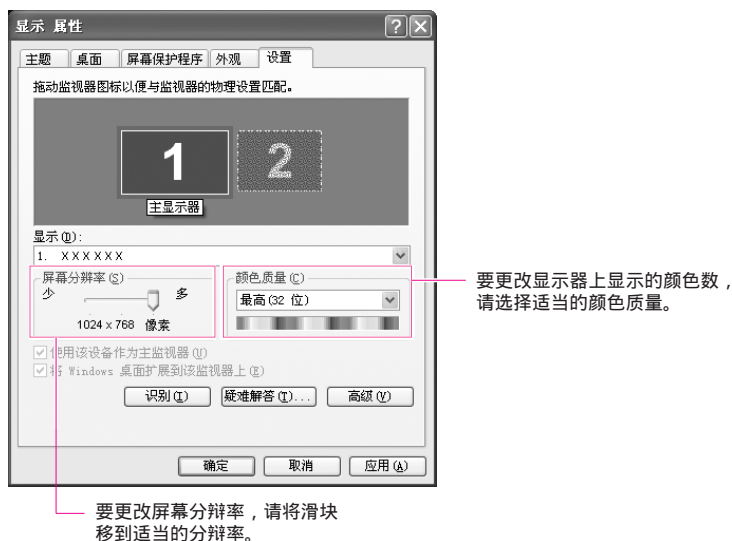 显示 属性
主题 桌面 屏幕保护程序 外观 设置
拖动监视器图标以便与监视器的物理设置匹配。
1 2
主显示器
显示(D):
1. XXXXXX
屏幕分辨率(S) 颜色质量(C)
少 多 最高(32 位)
1024 x 768 像素
使用该设备作为主监视器(U)
将 Windows 桌面扩展到该监视器上(E)
识别(I) 疑难解答(T)... 高级(V)
确定 取消 应用(A)
要更改显示器上显示的颜色数，
请选择适当的颜色质量。
要更改屏幕分辩率，请将滑块
移到适当的分辩率。